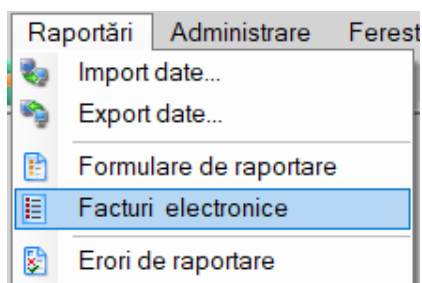 Raportări Administrare Ferest
Import date...
Export date...
Formulare de raportare
Facturi electronice
Erori de raportare